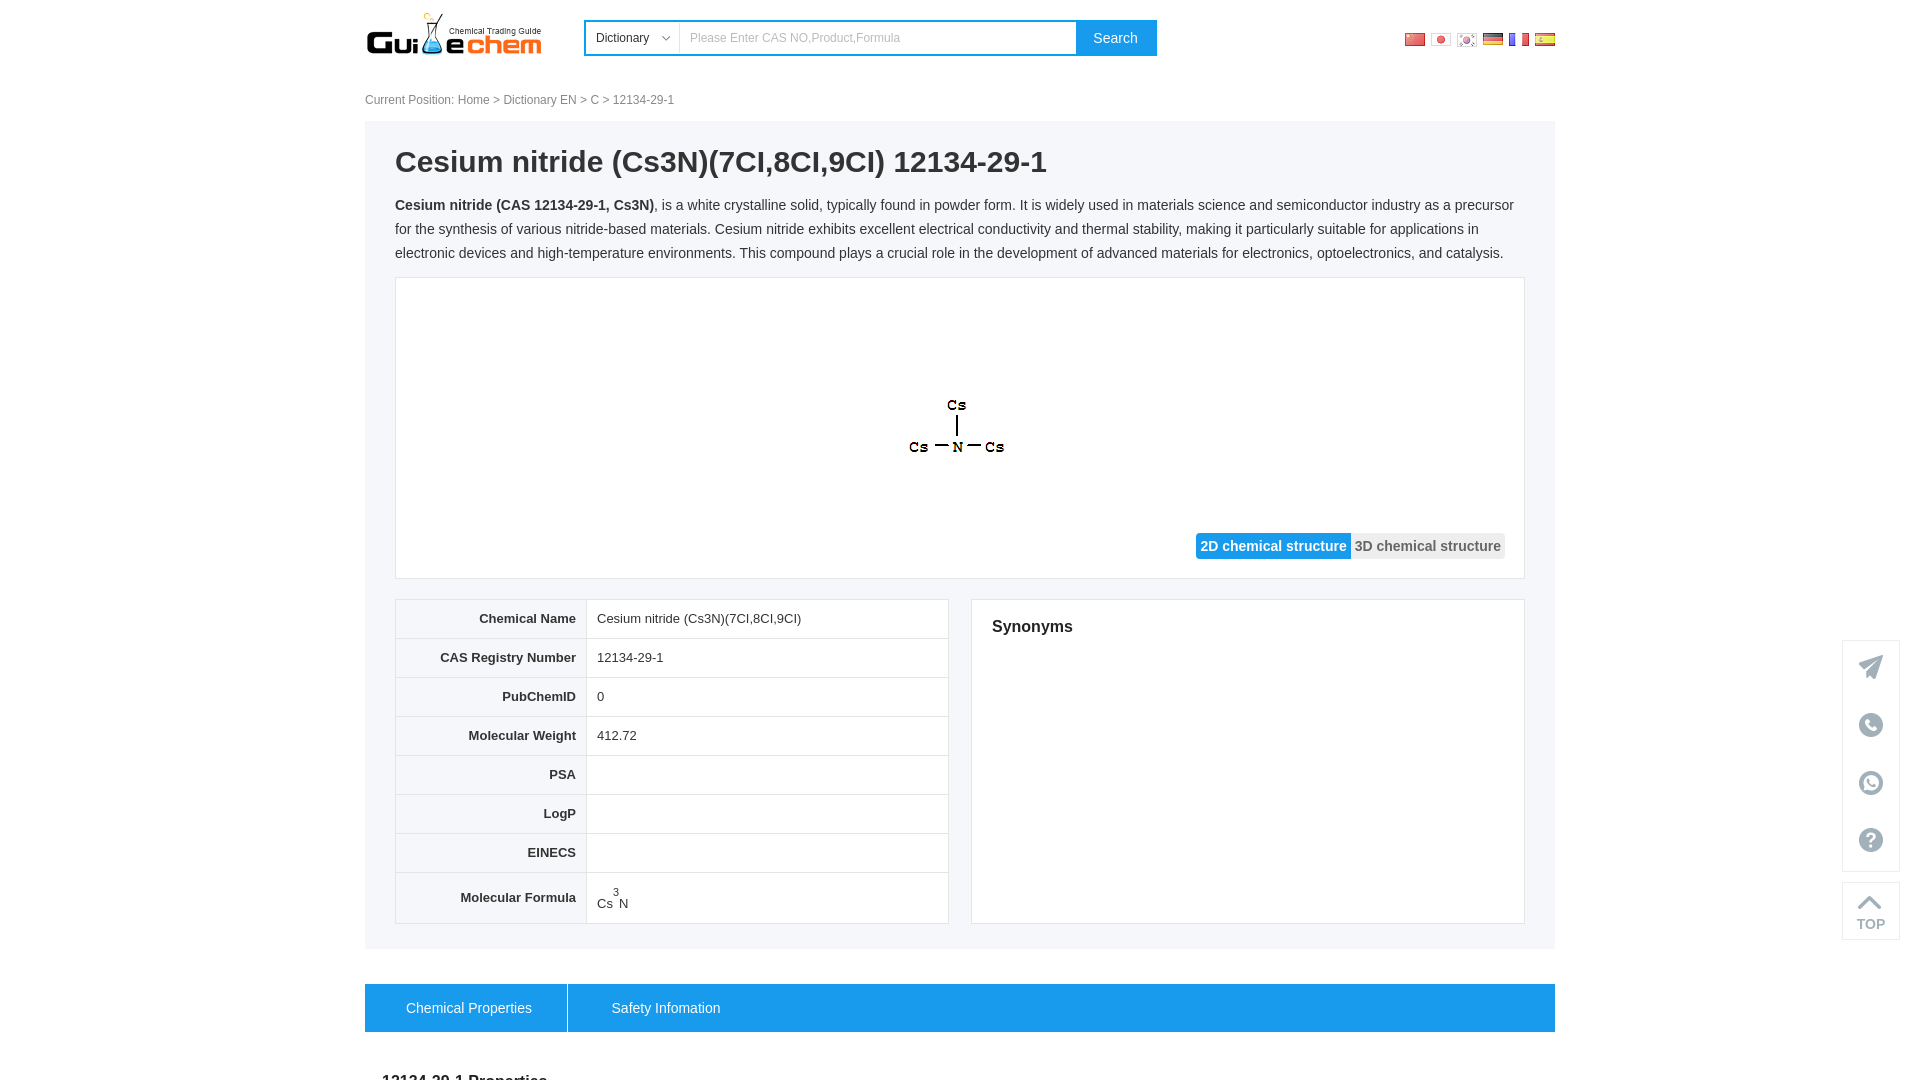 Guidechem
Chemical Trading Guide
Dictionary
Please Enter CAS NO,Product,Formula
Search
Current Position: Home > Dictionary EN > C > 12134-29-1
Cesium nitride (Cs3N)(7CI,8CI,9CI) 12134-29-1
Cesium nitride (CAS 12134-29-1, Cs3N), is a white crystalline solid, typically found in powder form. It is widely used in materials science and semiconductor industry as a precursor
for the synthesis of various nitride-based materials. Cesium nitride exhibits excellent electrical conductivity and thermal stability, making it particularly suitable for applications in
electronic devices and high-temperature environments. This compound plays a crucial role in the development of advanced materials for electronics, optoelectronics, and catalysis.
Cs
Cs N Cs
2D chemical structure 3D chemical structure
Chemical Name Cesium nitride (Cs3N)(7CI,8CI,9CI)
CAS Registry Number 12134-29-1
PubChemID 0
Molecular Weight 412.72
PSA
LogP
EINECS
Molecular Formula Cs3N
Synonyms
TOP
Chemical Properties Safety Infomation
12134-29-1 Properties